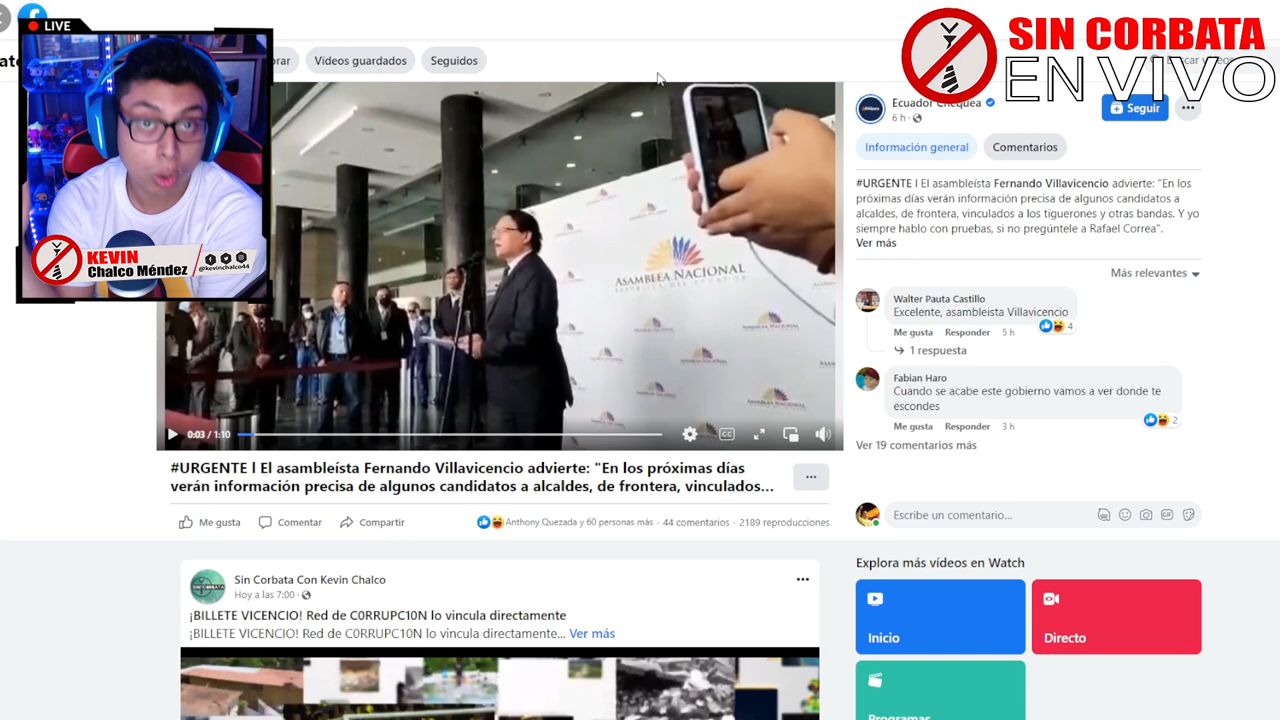 LIVE
SIN CORBATA
EN VIVO
Vídeos guardados
Seguidos
Ecuador Chequea
6 h
Seguir
Información general
Comentarios
#URGENTE l El asambleísta Fernando Villavicencio advierte: "En los
próximas días verán información precisa de algunos candidatos a
alcaldes, de frontera, vinculados a los tiguerones y otras bandas. Y yo
siempre hablo con pruebas, si no pregúntele a Rafael Correa".
Ver más
Más relevantes
Walter Pauta Castillo
Excelente, asambleista Villavicencio
4
Me gusta Responder 5 h
1 respuesta
Fabian Haro
Cuando se acabe este gobierno vamos a ver donde te
escondes
2
Me gusta Responder 3 h
Ver 19 comentarios más
Escribe un comentario...
KEVIN
Chalco Méndez
@kevinchalco44
ASAMBLEA NACIONAL
REPÚBLICA DEL ECUADOR
0:03 / 1:10
CC
#URGENTE l El asambleísta Fernando Villavicencio advierte: "En los próximas días
verán información precisa de algunos candidatos a alcaldes, de frontera, vinculados...
Me gusta Comentar Compartir
Anthony Quezada y 60 personas más · 44 comentarios · 2189 reproducciones
Sin Corbata Con Kevin Chalco
Hoy a las 7:00
¡BILLETE VICENCIO! Red de C0RRUPC10N lo vincula directamente
¡BILLETE VICENCIO! Red de C0RRUPC10N lo vincula directamente... Ver más
Explora más vídeos en Watch
Inicio
Directo
Programas